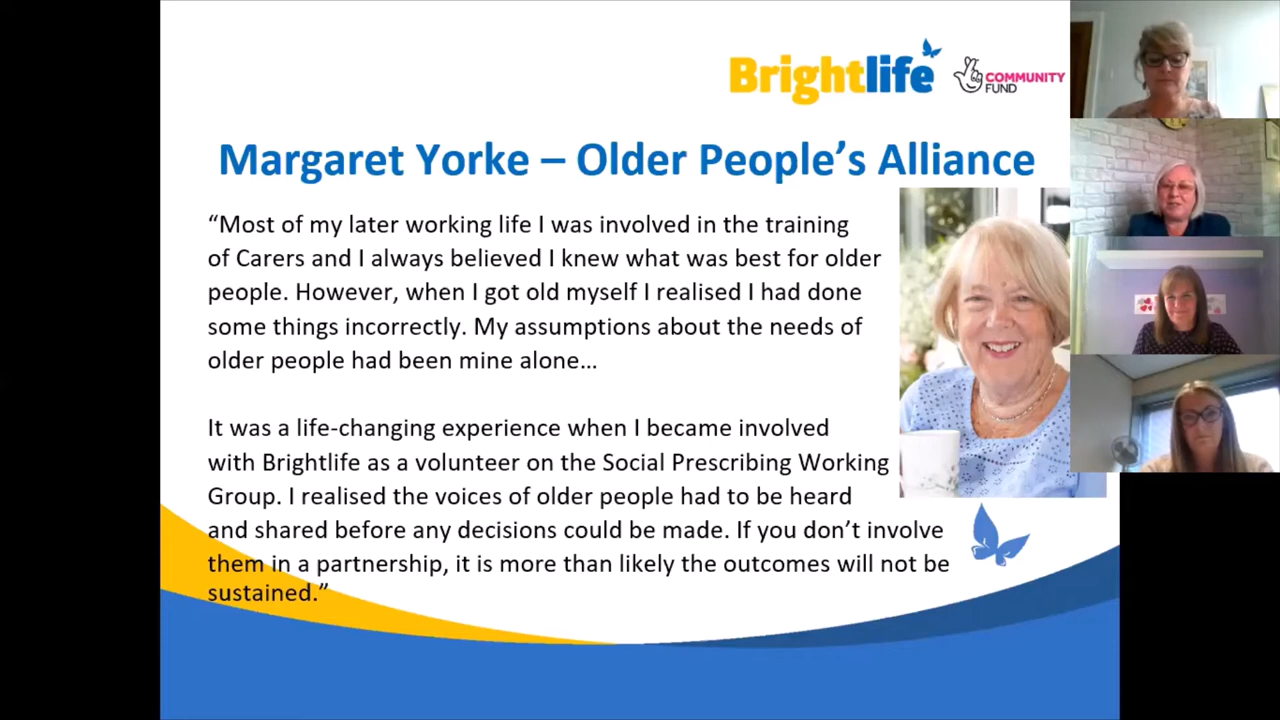 Brightlife
COMMUNITY
FUND
Margaret Yorke – Older People’s Alliance
“Most of my later working life I was involved in the training
of Carers and I always believed I knew what was best for older
people. However, when I got old myself I realised I had done
some things incorrectly. My assumptions about the needs of
older people had been mine alone…
It was a life-changing experience when I became involved
with Brightlife as a volunteer on the Social Prescribing Working
Group. I realised the voices of older people had to be heard
and shared before any decisions could be made. If you don’t involve
them in a partnership, it is more than likely the outcomes will not be
sustained.”